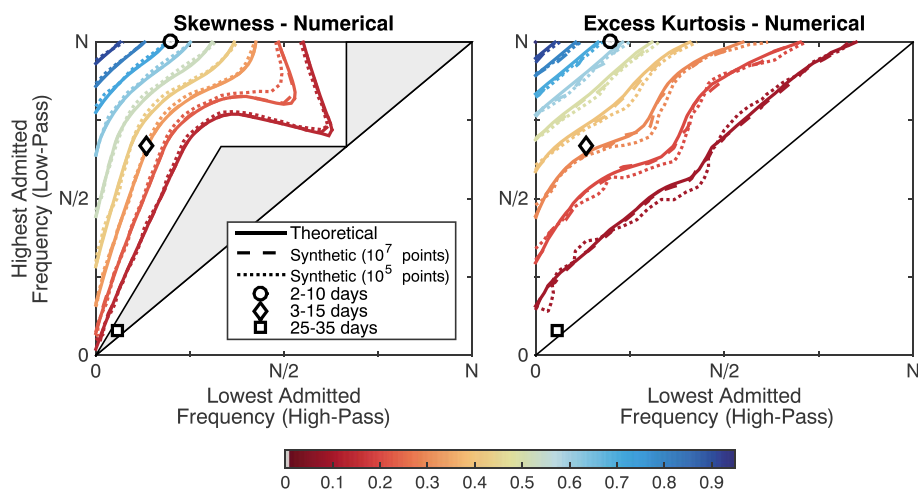 Skewness - Numerical
N
N/2
0
0
N/2
N
Highest Admitted
Frequency (Low-Pass)
Lowest Admitted
Frequency (High-Pass)
Theoretical
Synthetic (10⁷ points)
Synthetic (10⁵ points)
2-10 days
3-15 days
25-35 days
Excess Kurtosis - Numerical
N
N/2
0
0
N/2
N
Lowest Admitted
Frequency (High-Pass)
0 0.1 0.2 0.3 0.4 0.5 0.6 0.7 0.8 0.9